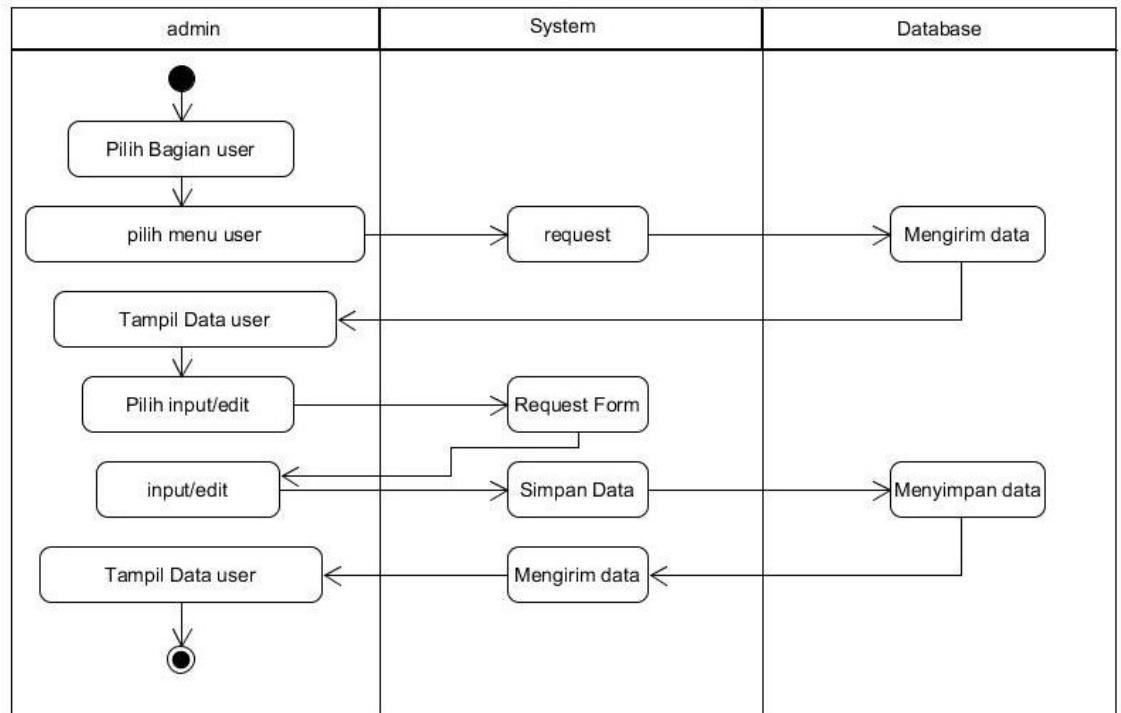 admin
System
Database
Pilih Bagian user
pilih menu user
request
Mengirim data
Tampil Data user
Pilih input/edit
Request Form
input/edit
Simpan Data
Menyimpan data
Tampil Data user
Mengirim data